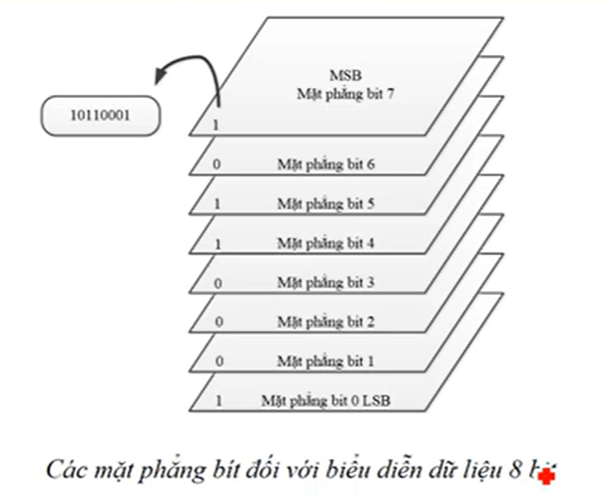 MSB
Mặt phẳng bit 7
10110001
1
0 Mặt phẳng bit 6
1 Mặt phẳng bit 5
1 Mặt phẳng bit 4
0 Mặt phẳng bit 3
0 Mặt phẳng bit 2
0 Mặt phẳng bit 1
1 Mặt phẳng bit 0 LSB
Các mặt phẳng bít đối với biểu diễn dữ liệu 8